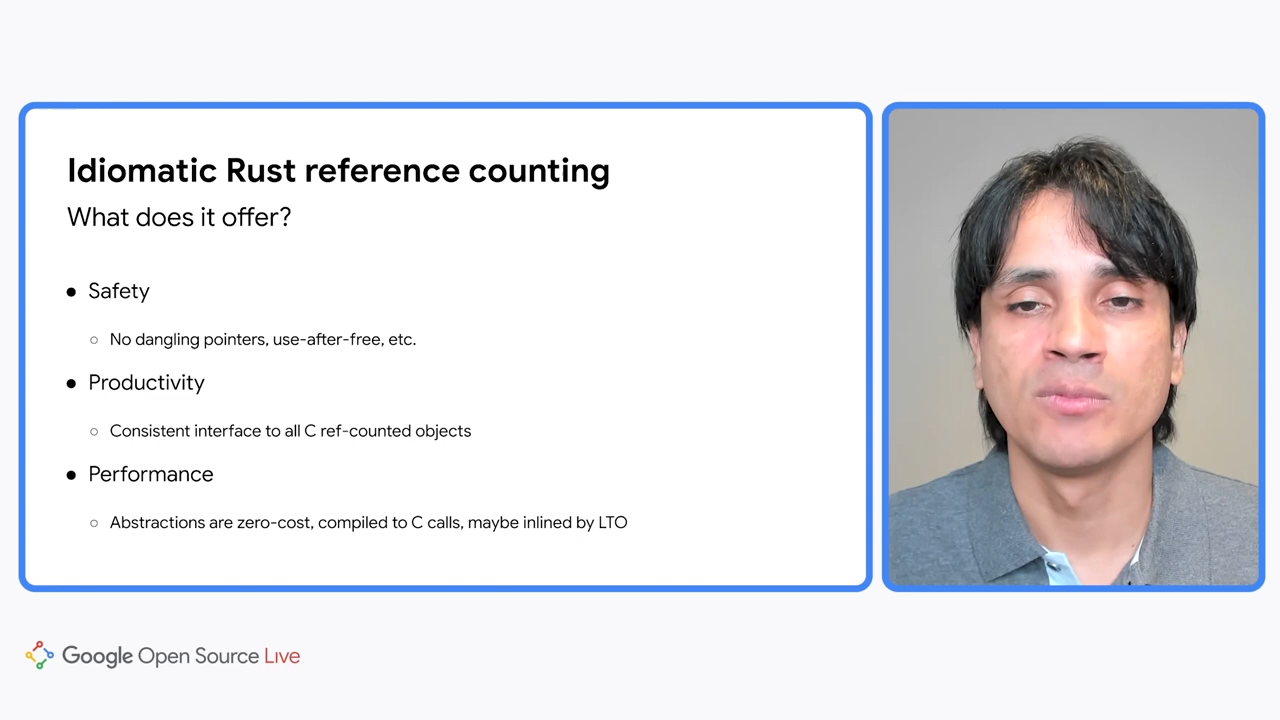 Idiomatic Rust reference counting
What does it offer?
● Safety
○ No dangling pointers, use-after-free, etc.
● Productivity
○ Consistent interface to all C ref-counted objects
● Performance
○ Abstractions are zero-cost, compiled to C calls, maybe inlined by LTO
Google Open Source Live